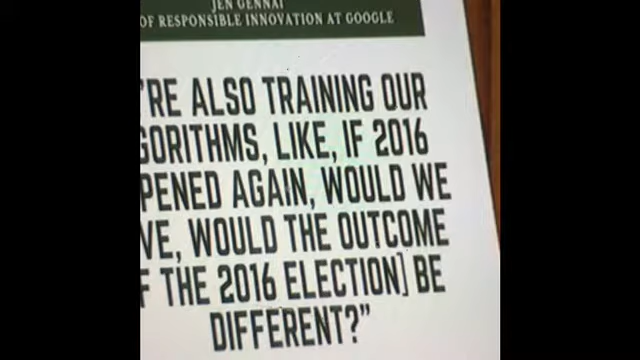 JEN GENNAI
OF RESPONSIBLE INNOVATION AT GOOGLE
'RE ALSO TRAINING OUR
GORITHMS, LIKE, IF 2016
PENED AGAIN, WOULD WE
VE, WOULD THE OUTCOME
F THE 2016 ELECTION] BE
DIFFERENT?”